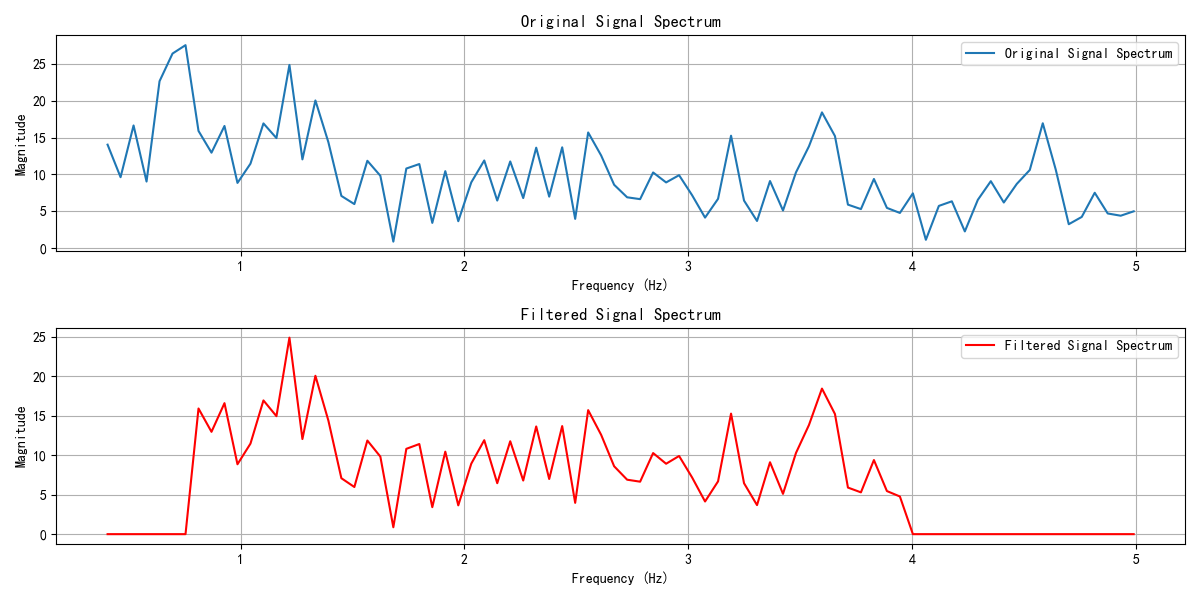 Original Signal Spectrum
25
20
15
10
5
0
Magnitude
Original Signal Spectrum
1 2 3 4 5
Frequency (Hz)
Filtered Signal Spectrum
25
20
15
10
5
0
Magnitude
Filtered Signal Spectrum
1 2 3 4 5
Frequency (Hz)